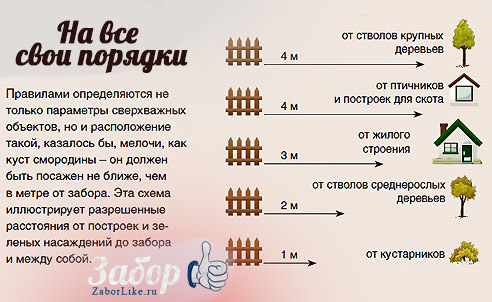 На все
свои порядки
Правилами определяются не
только параметры сверхважных
объектов, но и расположение
такой, казалось бы, мелочи, как
куст смородины – он должен
быть посажен не ближе, чем
в метре от забора. Эта схема
иллюстрирует разрешенные
расстояния от построек и зе-
леных насаждений до забора
и между собой.
4 м
от стволов крупных
деревьев
4 м
от птичников
и построек для скота
3 м
от жилого
строения
2 м
от стволов среднерослых
деревьев
1 м
от кустарников
Забор
ZaborLike.ru